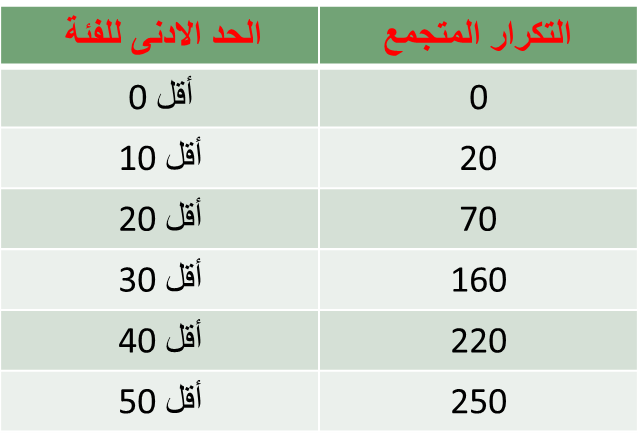 التكرار المتجمع الحد الادنى للفئة
0 أقل 0
20 أقل 10
70 أقل 20
160 أقل 30
220 أقل 40
250 أقل 50